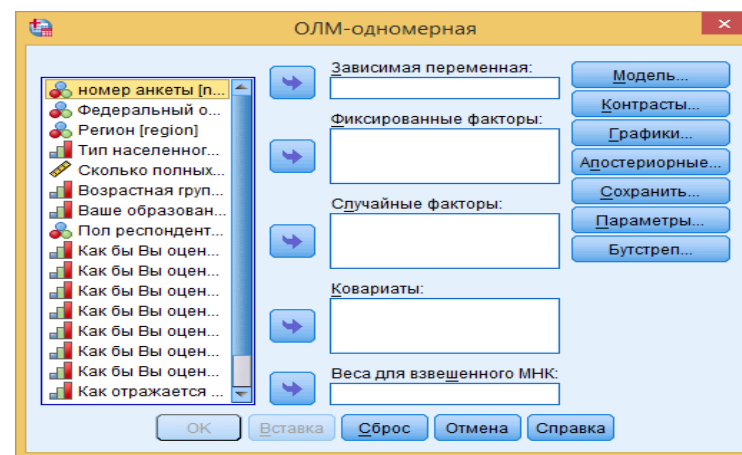 ОЛМ-одномерная
номер анкеты [n...
Федеральный о...
Регион [region]
Тип населенног...
Сколько полных...
Возрастная груп...
Ваше образован...
Пол респондент...
Как бы Вы оцен...
Как бы Вы оцен...
Как бы Вы оцен...
Как бы Вы оцен...
Как бы Вы оцен...
Как бы Вы оцен...
Как бы Вы оцен...
Как отражается ...
Зависимая переменная:
Фиксированные факторы:
Случайные факторы:
Ковариаты:
Веса для взвешенного МНК:
Модель...
Контрасты...
Графики...
Апостериорные...
Сохранить...
Параметры...
Бутстреп...
ОК
Вставка
Сброс
Отмена
Справка